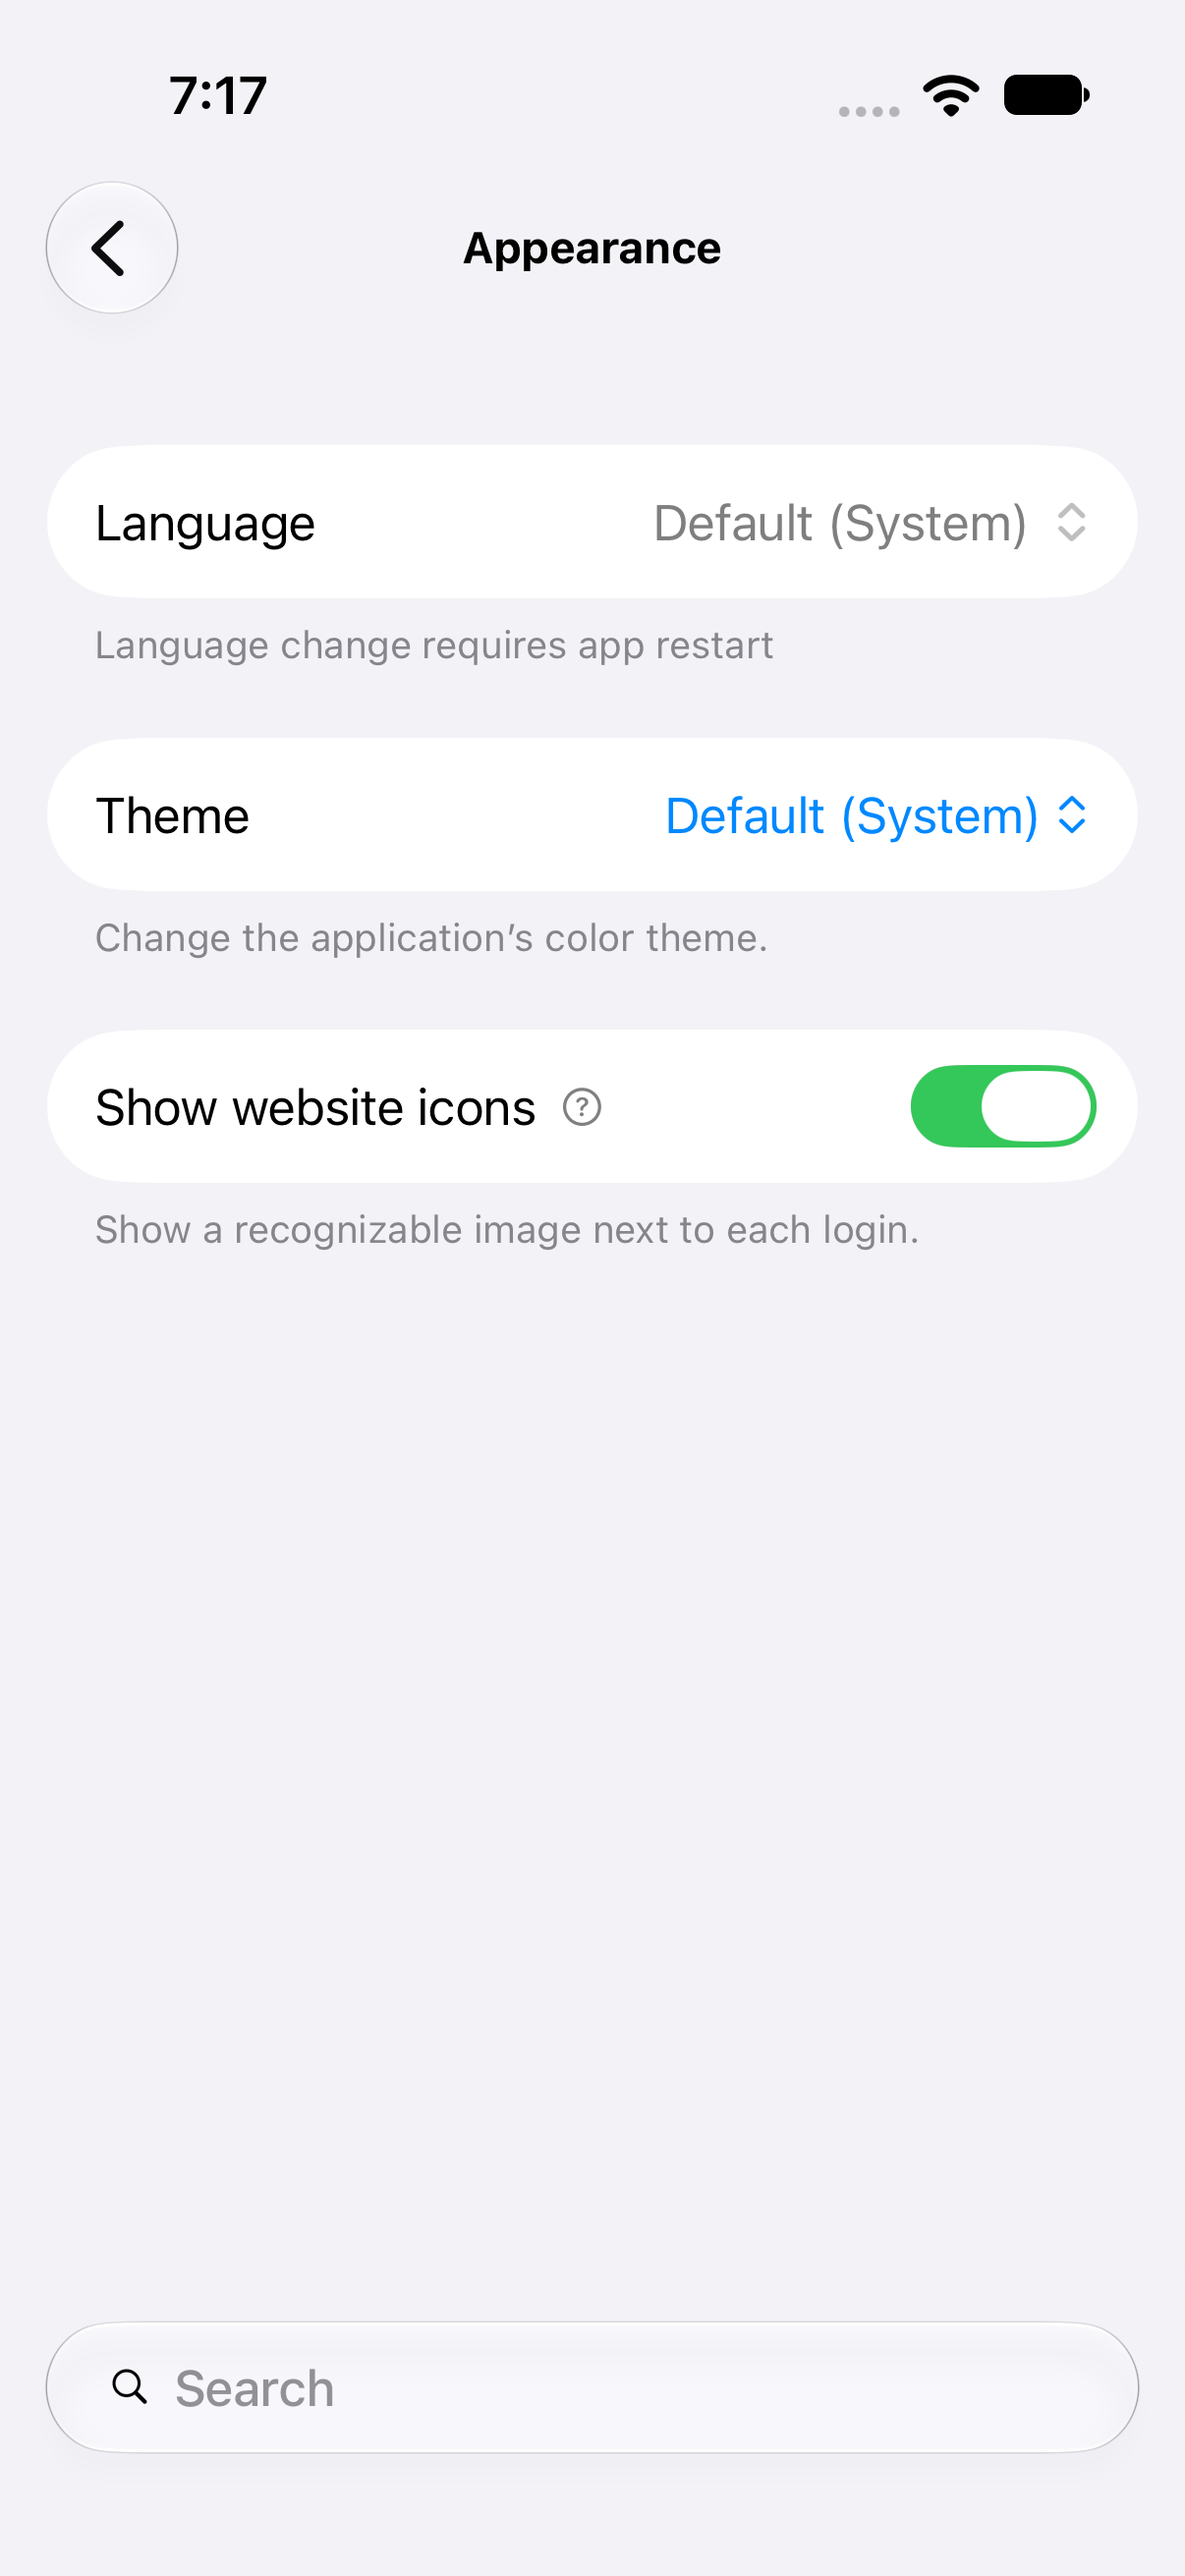 7:17
Appearance
Language Default (System)
Language change requires app restart
Theme Default (System)
Change the application’s color theme.
Show website icons ?
Show a recognizable image next to each login.
Search